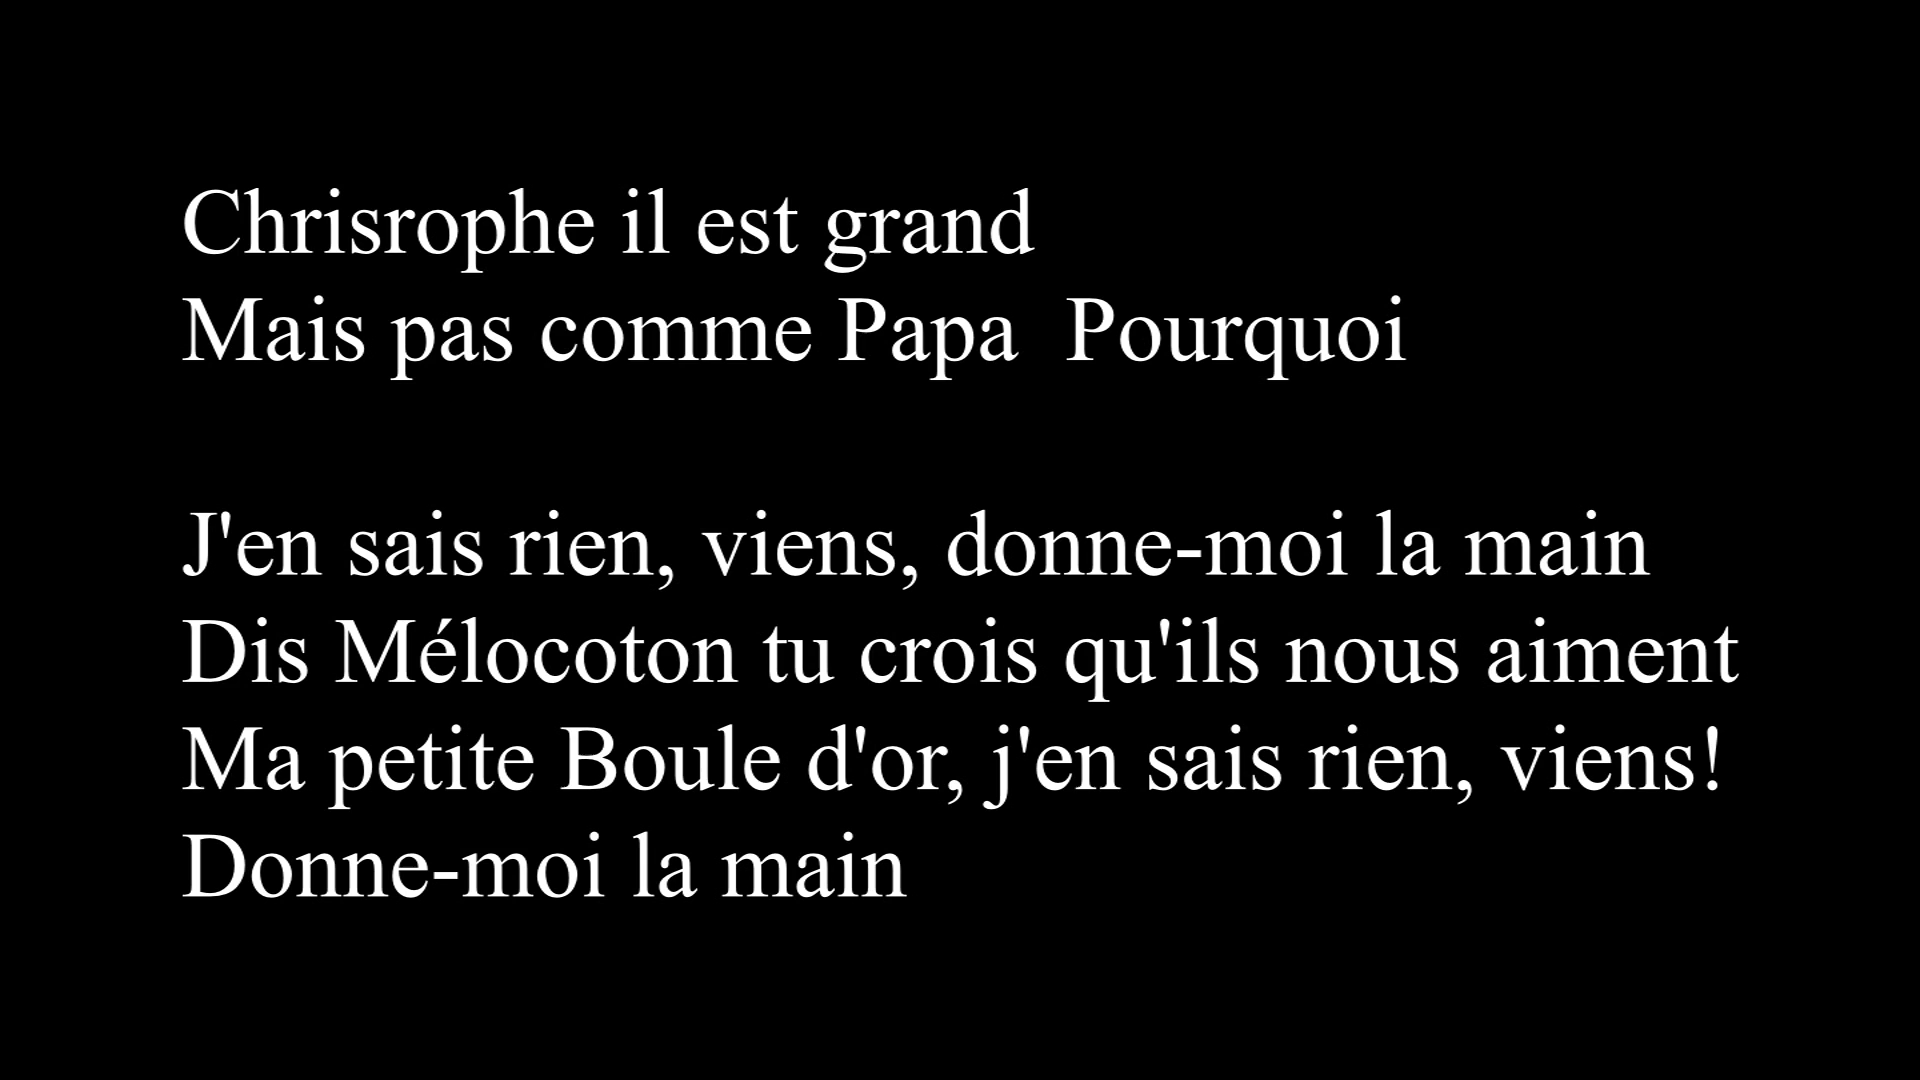 Chrisrophe il est grand
Mais pas comme Papa  Pourquoi
J'en sais rien, viens, donne-moi la main
Dis Mélocoton tu crois qu'ils nous aiment
Ma petite Boule d'or, j'en sais rien, viens!
Donne-moi la main